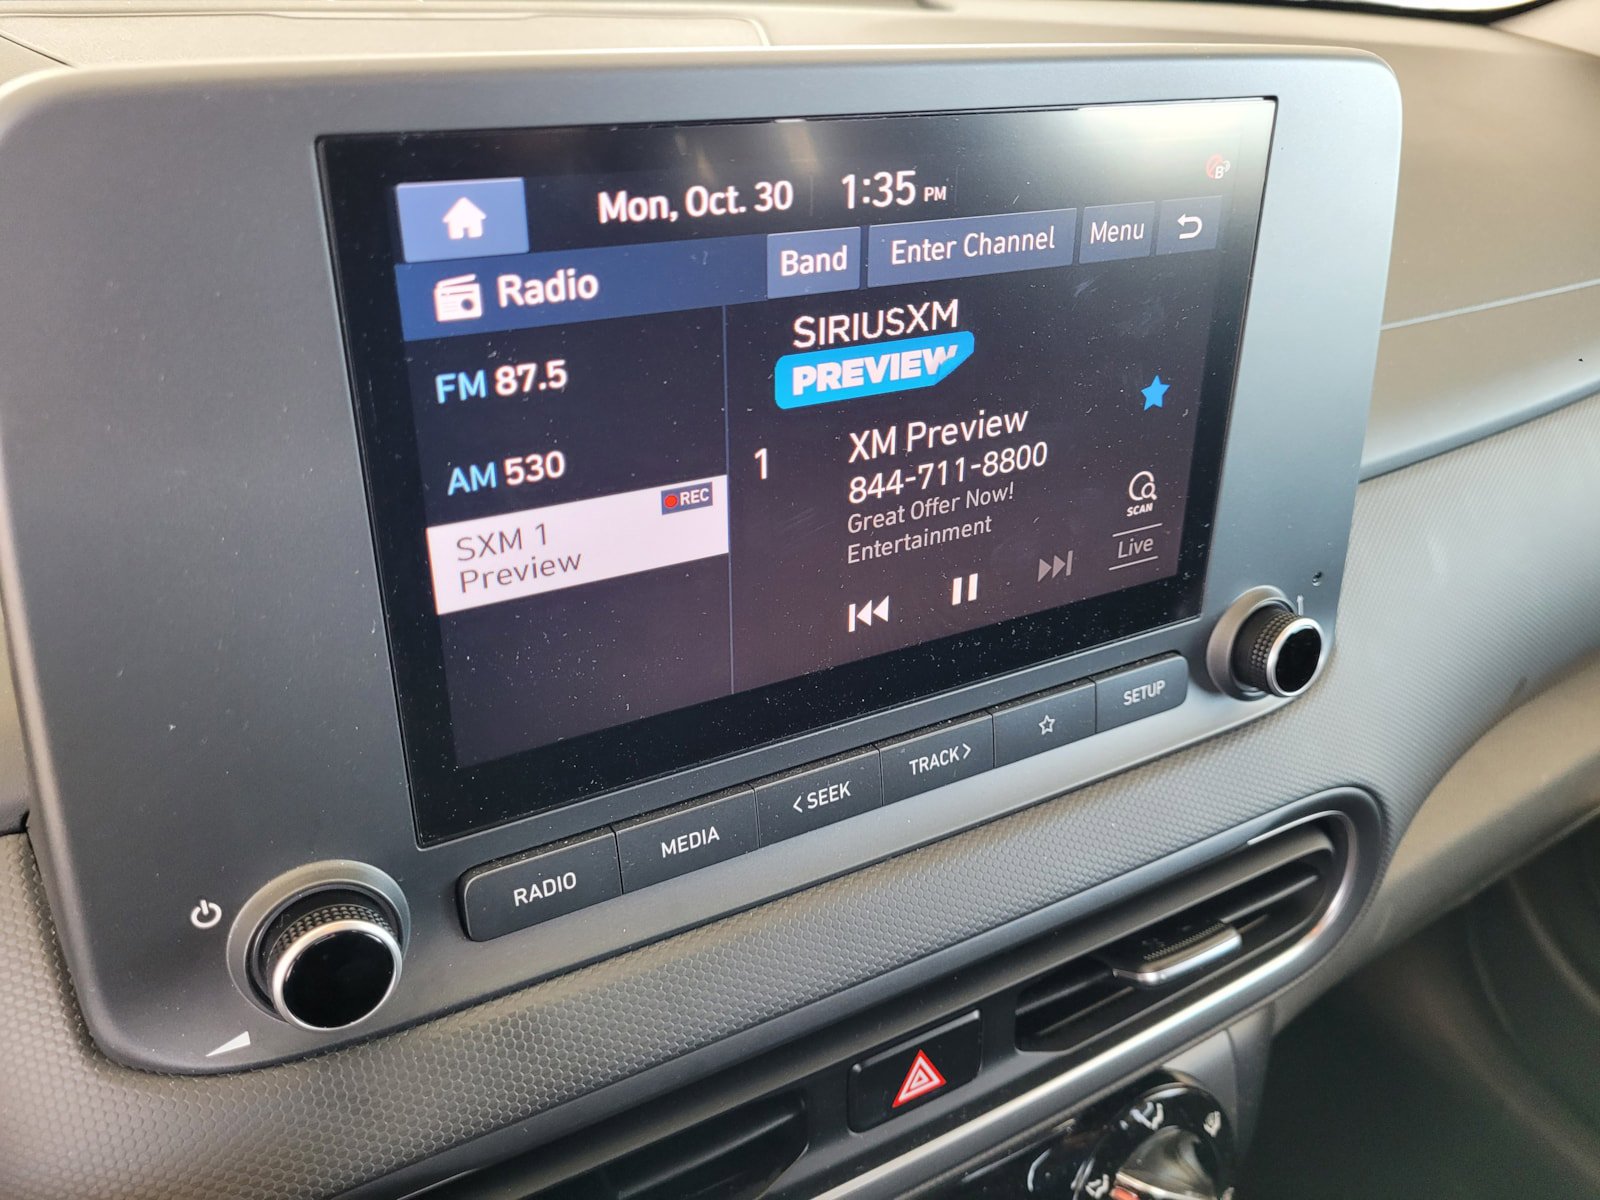 Mon, Oct. 30 1:35 PM
B
Radio
Band Enter Channel Menu
FM 87.5
AM 530
REC
SXM 1
Preview
SIRIUSXM
PREVIEW
1
XM Preview
844-711-8800
Great Offer Now!
Entertainment
SCAN
Live
RADIO MEDIA < SEEK TRACK > SETUP